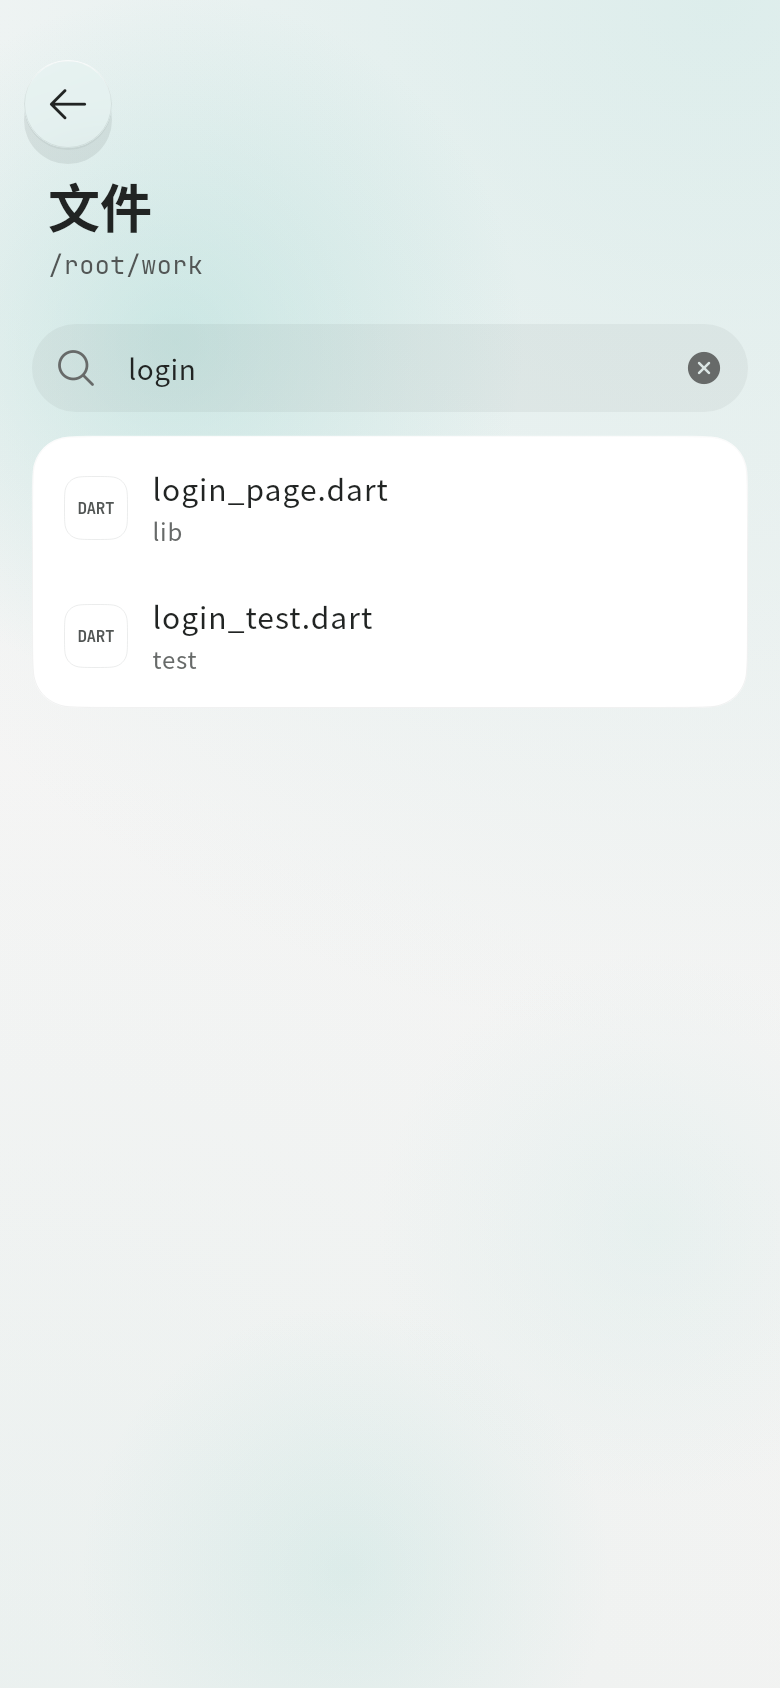 文件
/root/work
login
DART
login_page.dart
lib
DART
login_test.dart
test